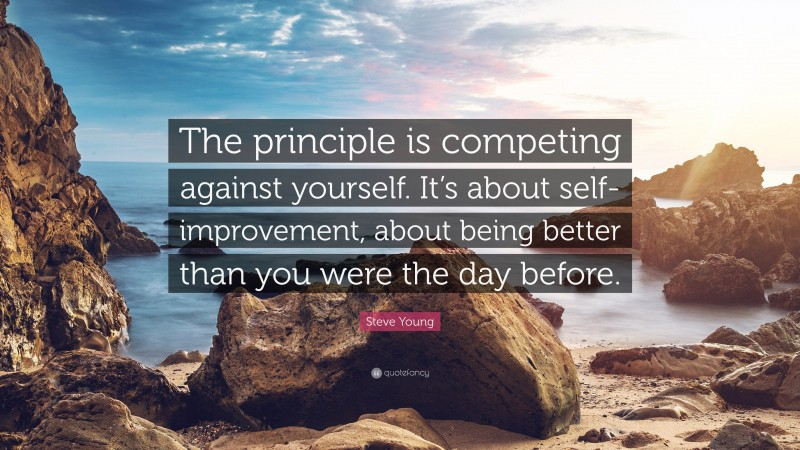 The principle is competing
against yourself. It’s about self-
improvement, about being better
than you were the day before.
Steve Young
quotefancy